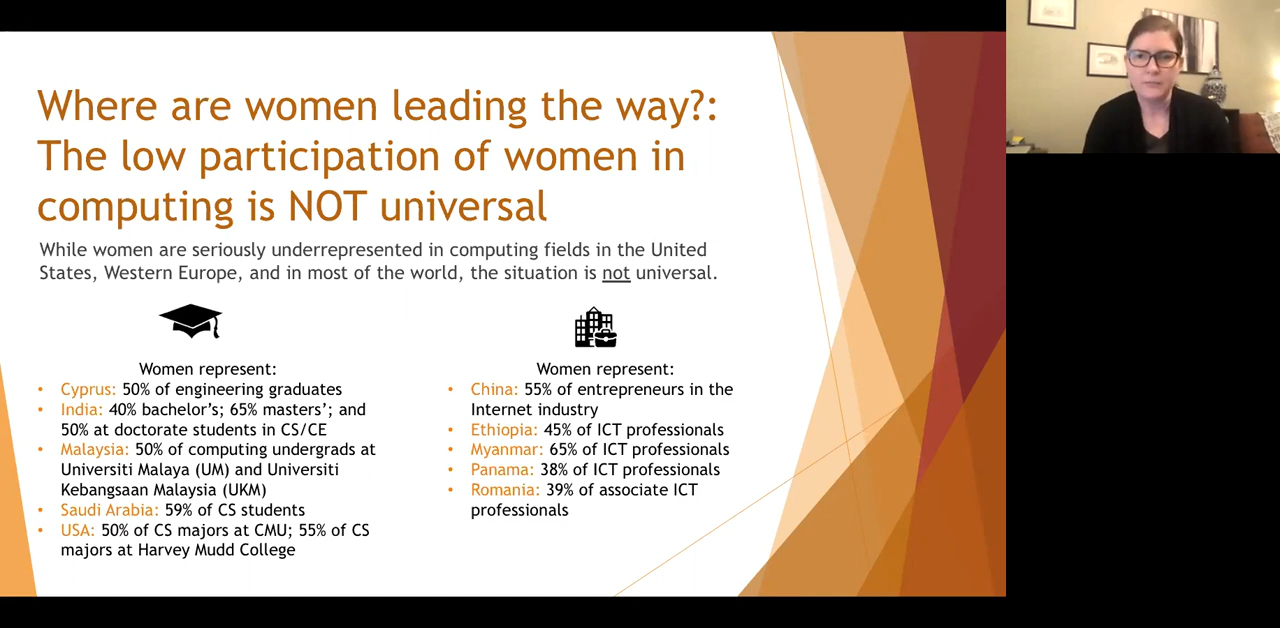 Where are women leading the way?:
The low participation of women in
computing is NOT universal
While women are seriously underrepresented in computing fields in the United
States, Western Europe, and in most of the world, the situation is not universal.
Women represent:
• Cyprus: 50% of engineering graduates
• India: 40% bachelor’s; 65% masters’; and
50% at doctorate students in CS/CE
• Malaysia: 50% of computing undergrads at
Universiti Malaya (UM) and Universiti
Kebangsaan Malaysia (UKM)
• Saudi Arabia: 59% of CS students
• USA: 50% of CS majors at CMU; 55% of CS
majors at Harvey Mudd College
Women represent:
• China: 55% of entrepreneurs in the
Internet industry
• Ethiopia: 45% of ICT professionals
• Myanmar: 65% of ICT professionals
• Panama: 38% of ICT professionals
• Romania: 39% of associate ICT
professionals